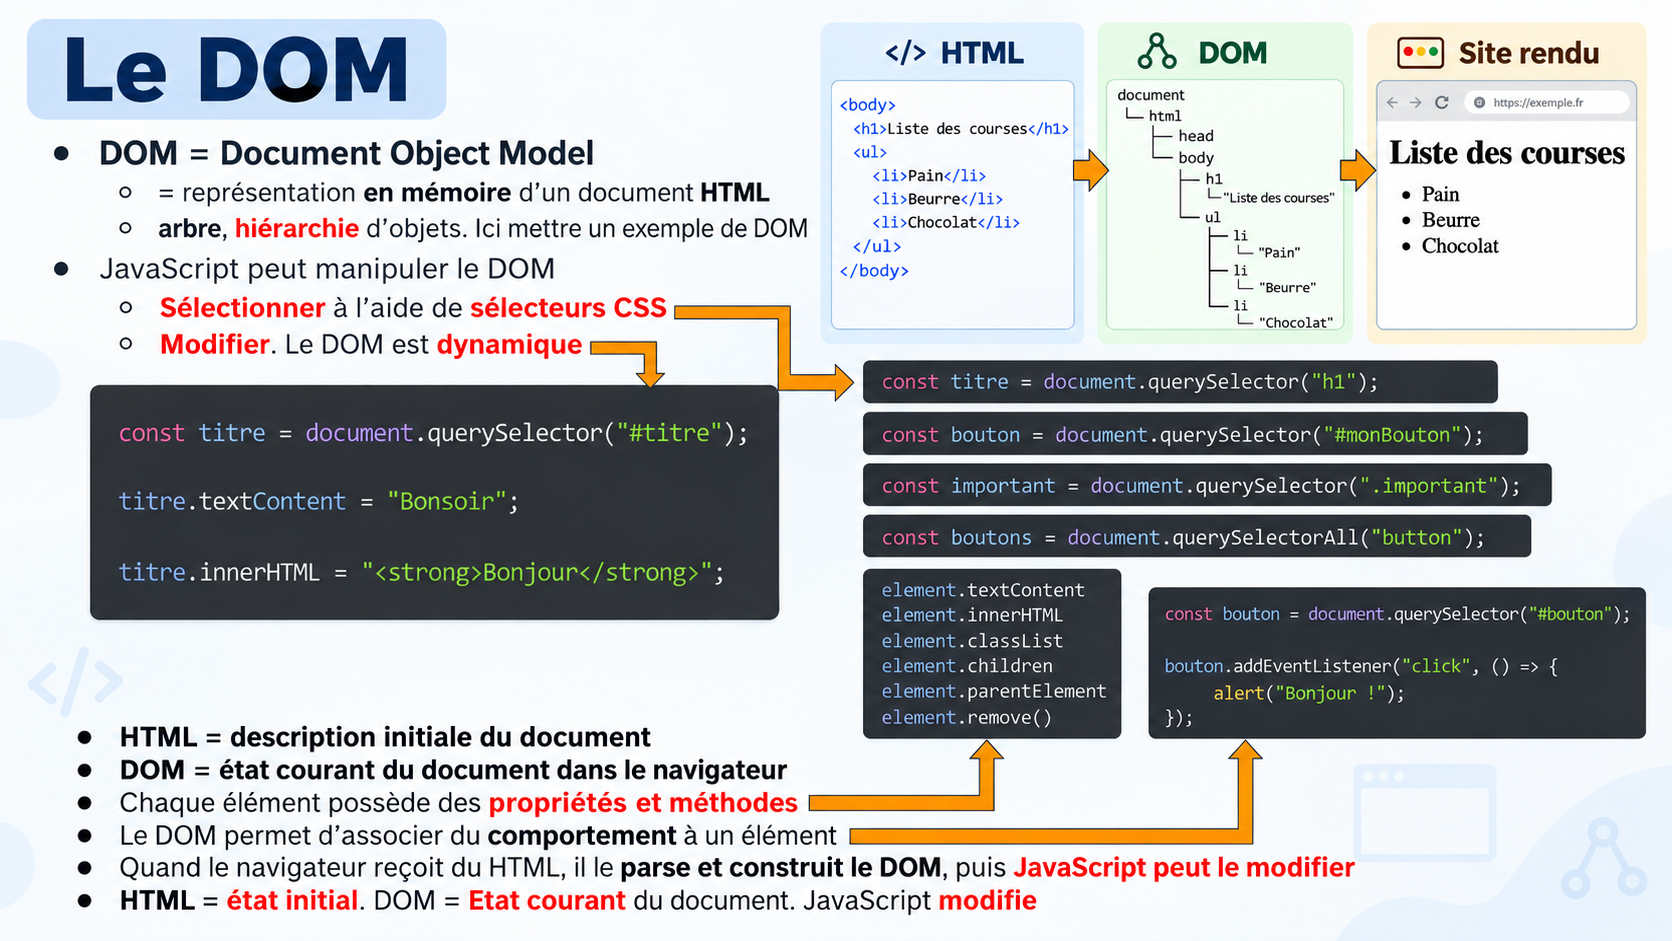 Le DOM
DOM = Document Object Model
= représentation en mémoire d’un document HTML
arbre, hiérarchie d’objets. Ici mettre un exemple de DOM
JavaScript peut manipuler le DOM
Sélectionner à l’aide de sélecteurs CSS
Modifier. Le DOM est dynamique
const titre = document.querySelector("#titre");
titre.textContent = "Bonsoir";
titre.innerHTML = "<strong>Bonjour</strong>";
</> HTML
<body>
<h1>Liste des courses</h1>
<ul>
<li>Pain</li>
<li>Beurre</li>
<li>Chocolat</li>
</ul>
</body>
DOM
document
html
head
body
h1
"Liste des courses"
ul
li
"Pain"
li
"Beurre"
li
"Chocolat"
Site rendu
https://exemple.fr
Liste des courses
Pain
Beurre
Chocolat
const titre = document.querySelector("h1");
const bouton = document.querySelector("#monBouton");
const important = document.querySelector(".important");
const boutons = document.querySelectorAll("button");
element.textContent
element.innerHTML
element.classList
element.children
element.parentElement
element.remove()
const bouton = document.querySelector("#bouton");
bouton.addEventListener("click", () => {
alert("Bonjour !");
});
HTML = description initiale du document
DOM = état courant du document dans le navigateur
Chaque élément possède des propriétés et méthodes
Le DOM permet d’associer du comportement à un élément
Quand le navigateur reçoit du HTML, il le parse et construit le DOM, puis JavaScript peut le modifier
HTML = état initial. DOM = Etat courant du document. JavaScript modifie